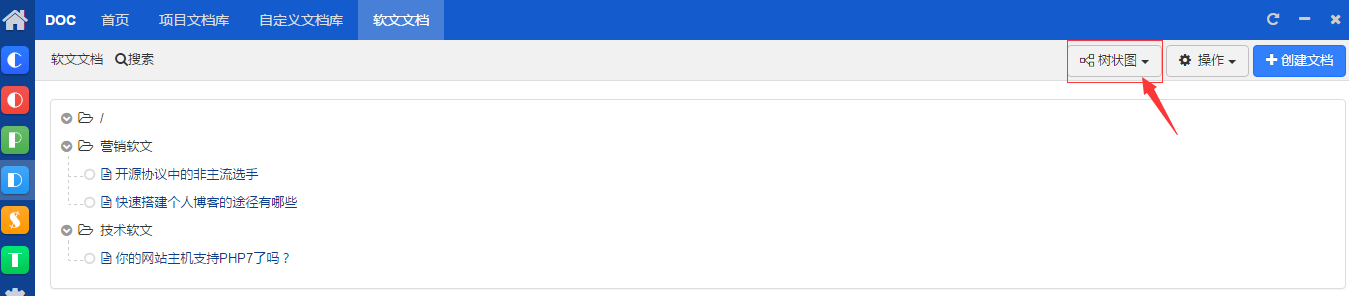 DOC 首页 项目文档库 自定义文档库 软文文档
软文文档 搜索 树状图 操作 创建文档
/
营销软文
开源协议中的非主流选手
快速搭建个人博客的途径有哪些
技术软文
你的网站主机支持PHP7了吗？